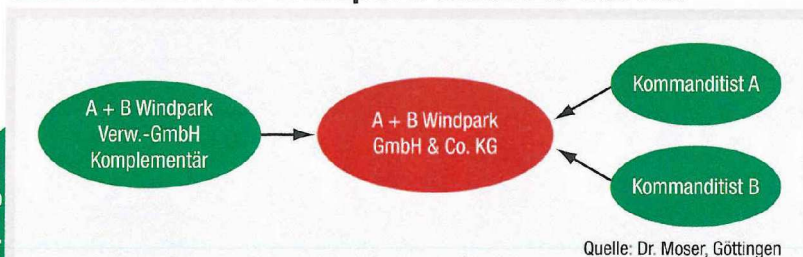 A + B Windpark
Verw.-GmbH
Komplementär
A + B Windpark
GmbH & Co. KG
Kommanditist A
Kommanditist B
Quelle: Dr. Moser, Göttingen